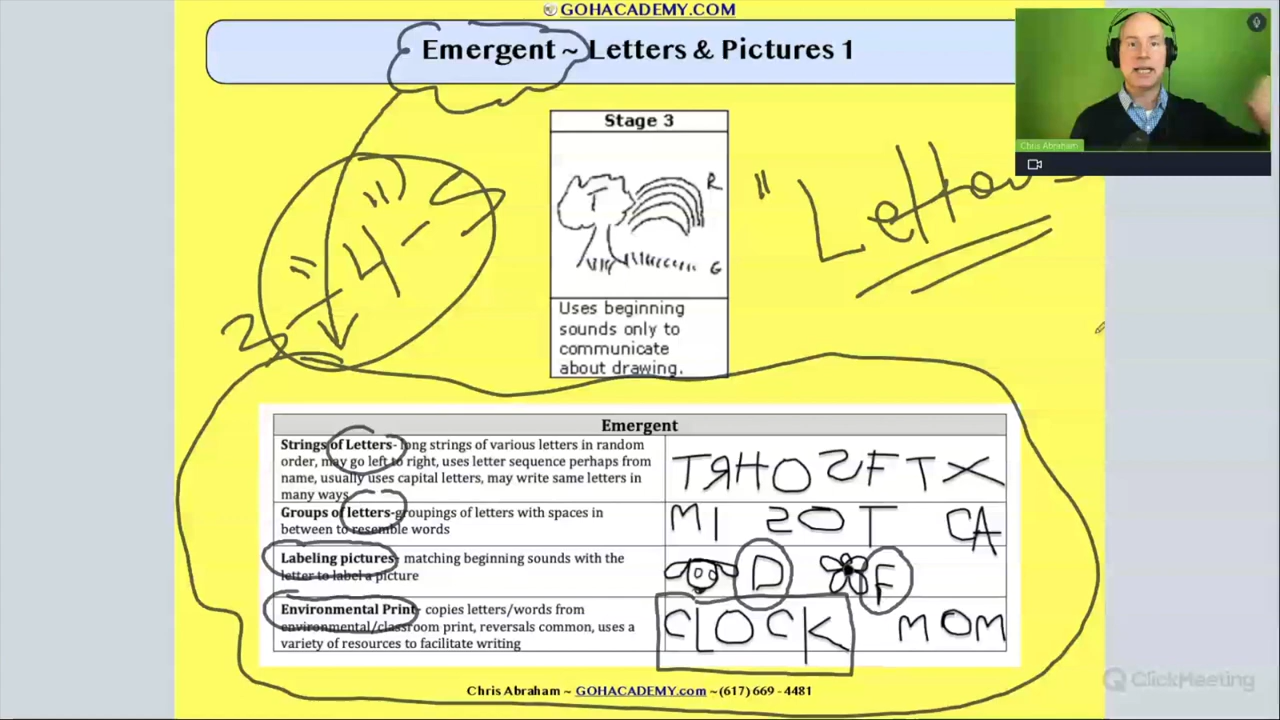 GOHACADEMY.COM
Emergent ~ Letters & Pictures 1
Chris Abraham
Stage 3
T
R
G
Uses beginning
sounds only to
communicate
about drawing.
" 4 - 5 "
3
" Letters
Emergent
Strings of Letters- long strings of various letters in random
order, may go left to right, uses letter sequence perhaps from
name, usually uses capital letters, may write same letters in
many ways
TRHOSFTX
Groups of letters-groupings of letters with spaces in
between to resemble words
MI SOT CA
Labeling pictures- matching beginning sounds with the
letter to label a picture
D F
Environmental Print- copies letters/words from
environmental/classroom print, reversals common, uses a
variety of resources to facilitate writing
CLOCK MOM
Chris Abraham ~ GOHACADEMY.com ~ (617) 669 - 4481
ClickMeeting